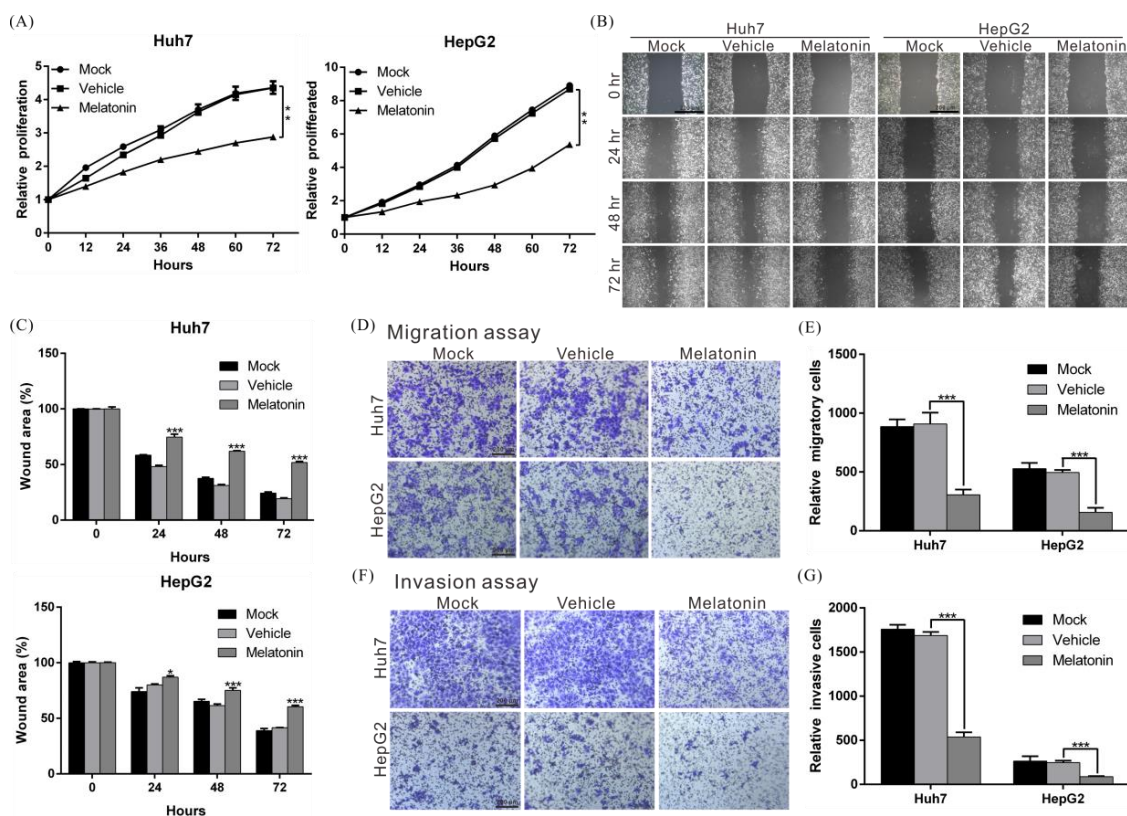 (A)
Huh7
Relative proliferation
5
4
3
2
1
0
Mock
Vehicle
Melatonin
**
0 12 24 36 48 60 72
Hours
HepG2
Relative prolifferated
10
8
6
4
2
0
Mock
Vehicle
Melatonin
**
0 12 24 36 48 60 72
Hours
(B)
Huh7 HepG2
Mock Vehicle Melatonin Mock Vehicle Melatonin
0 hr
24 hr
48 hr
72 hr
(C)
Huh7
Wound area (%)
150
100
50
0
Mock
Vehicle
Melatonin
*** *** ***
0 24 48 72
Hours
HepG2
Wound area (%)
150
100
50
0
Mock
Vehicle
Melatonin
* *** ***
0 24 48 72
Hours
(D) Migration assay
Mock Vehicle Melatonin
Huh7
HepG2
(E)
Relative migratory cells
1500
1000
500
0
Mock
Vehicle
Melatonin
*** ***
Huh7 HepG2
(F) Invasion assay
Mock Vehicle Melatonin
Huh7
HepG2
(G)
Relative invasive cells
2000
1500
1000
500
0
Mock
Vehicle
Melatonin
*** ***
Huh7 HepG2